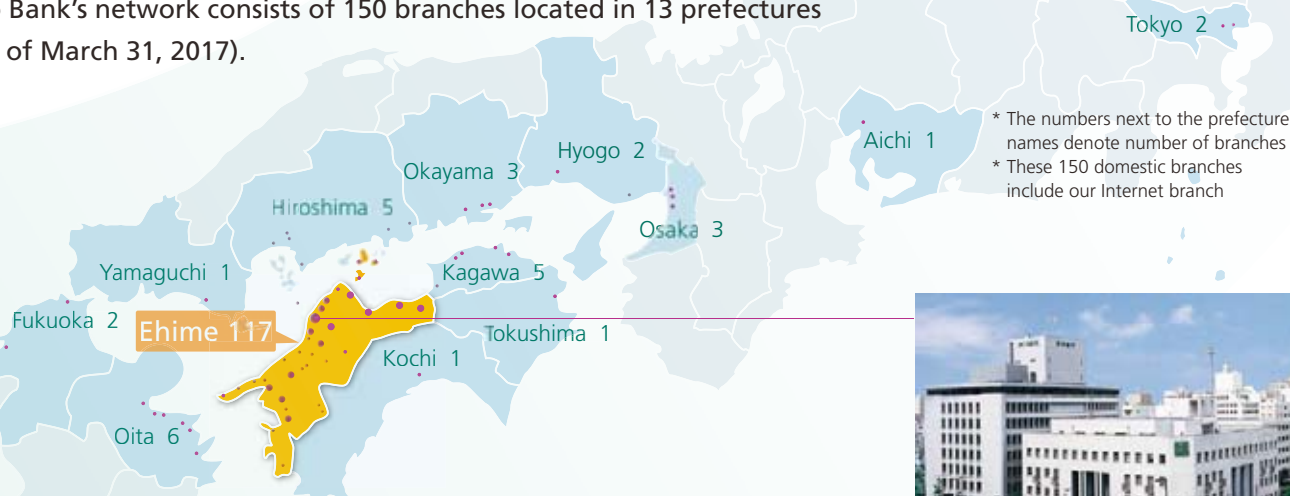 Bank’s network consists of 150 branches located in 13 prefectures
of March 31, 2017).
Tokyo 2
* The numbers next to the prefecture
names denote number of branches
* These 150 domestic branches
include our Internet branch
Aichi 1
Hyogo 2
Okayama 3
Hiroshima 5
Osaka 3
Yamaguchi 1
Kagawa 5
Fukuoka 2
Ehime 117
Tokushima 1
Kochi 1
Oita 6